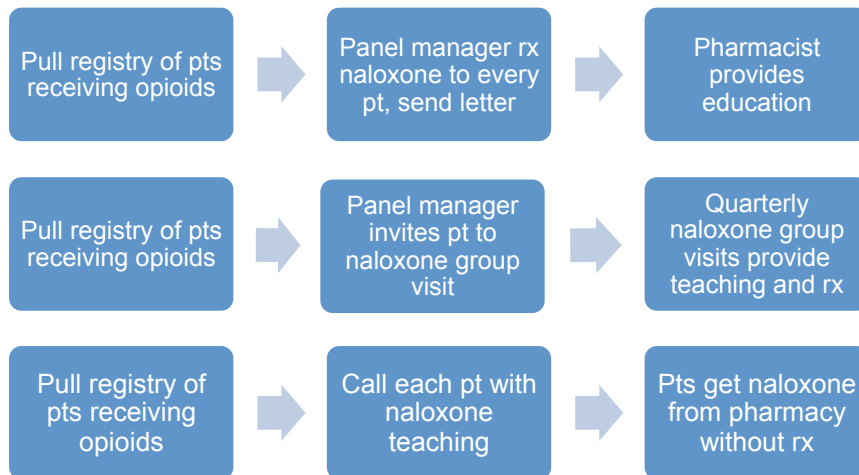 Pull registry of pts
receiving opioids
Panel manager rx
naloxone to every
pt, send letter
Pharmacist
provides
education
Pull registry of pts
receiving opioids
Panel manager
invites pt to
naloxone group
visit
Quarterly
naloxone group
visits provide
teaching and rx
Pull registry of
pts receiving
opioids
Call each pt with
naloxone
teaching
Pts get naloxone
from pharmacy
without rx